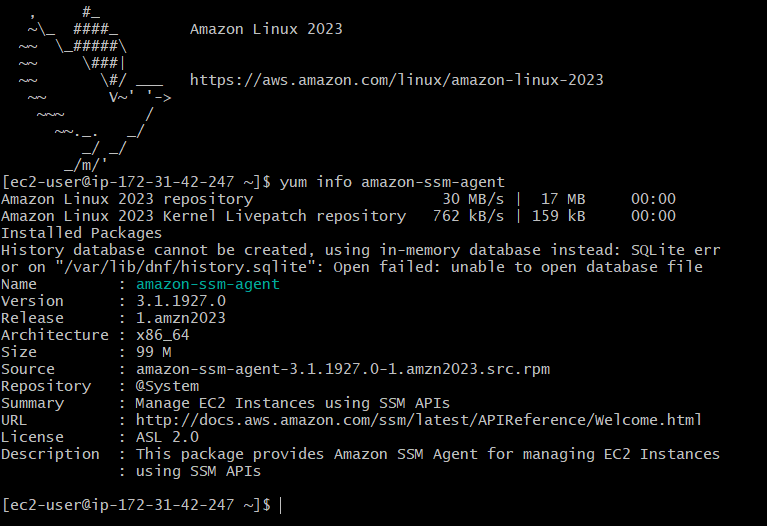 ,     #_
   ~\_  ####_        Amazon Linux 2023
  ~~  \_#####\
  ~~     \###|
  ~~       \#/ ___   https://aws.amazon.com/linux/amazon-linux-2023
   ~~       V~' '->
    ~~~         /
      ~~._.   _/
         _/ _/
       _/m/'
[ec2-user@ip-172-31-42-247 ~]$ yum info amazon-ssm-agent
Amazon Linux 2023 repository                     30 MB/s |  17 MB     00:00
Amazon Linux 2023 Kernel Livepatch repository   762 kB/s | 159 kB     00:00
Installed Packages
History database cannot be created, using in-memory database instead: SQLite err
or on "/var/lib/dnf/history.sqlite": Open failed: unable to open database file
Name         : amazon-ssm-agent
Version      : 3.1.1927.0
Release      : 1.amzn2023
Architecture : x86_64
Size         : 99 M
Source       : amazon-ssm-agent-3.1.1927.0-1.amzn2023.src.rpm
Repository   : @System
Summary      : Manage EC2 Instances using SSM APIs
URL          : http://docs.aws.amazon.com/ssm/latest/APIReference/Welcome.html
License      : ASL 2.0
Description  : This package provides Amazon SSM Agent for managing EC2 Instances
             : using SSM APIs
[ec2-user@ip-172-31-42-247 ~]$